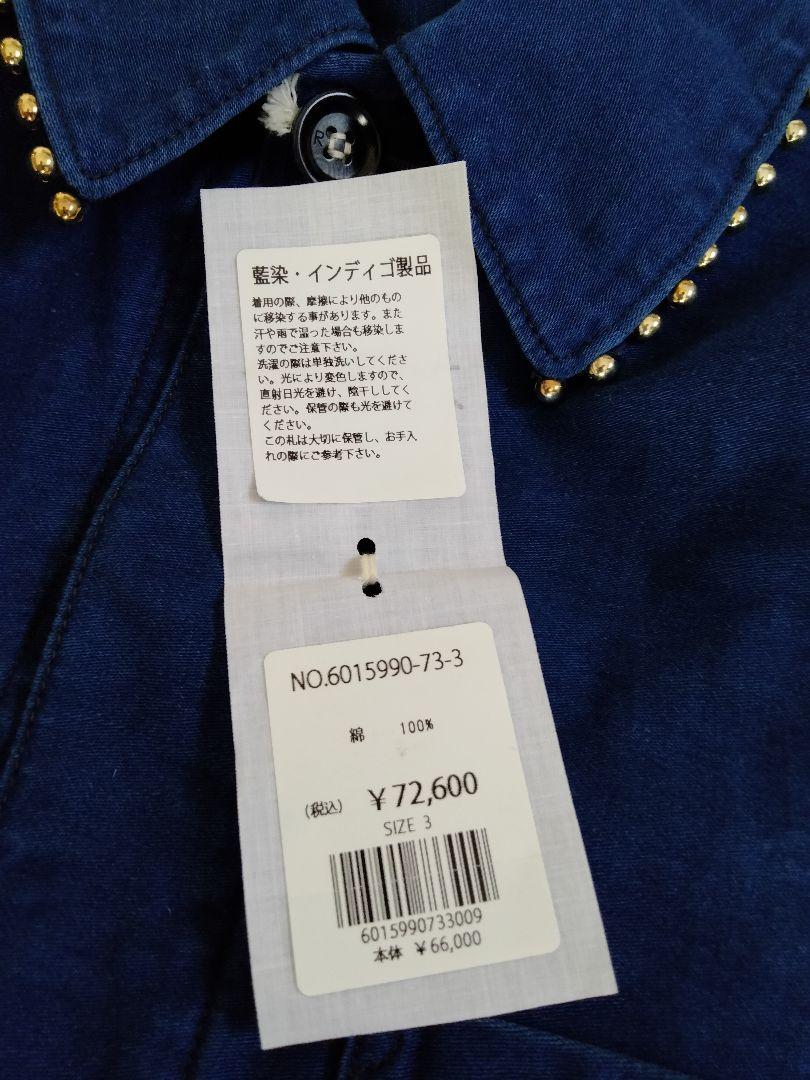 R
藍染・インディゴ製品
着用の際、摩擦により他のもの
に移染する事があります。また
汗や雨で湿った場合も移染しま
すのでご注意下さい。
洗濯の際は単独洗いしてくださ
い。光により変色しますので、
直射日光を避け、陰干ししてく
ださい。保管の際も光を避けて
ください。
この札は大切に保管し、お手入
れの際にご参考下さい。
NO.6015990-73-3
綿 100%
(税込) ¥72,600
SIZE 3
6015990733009
本体 ¥66,000